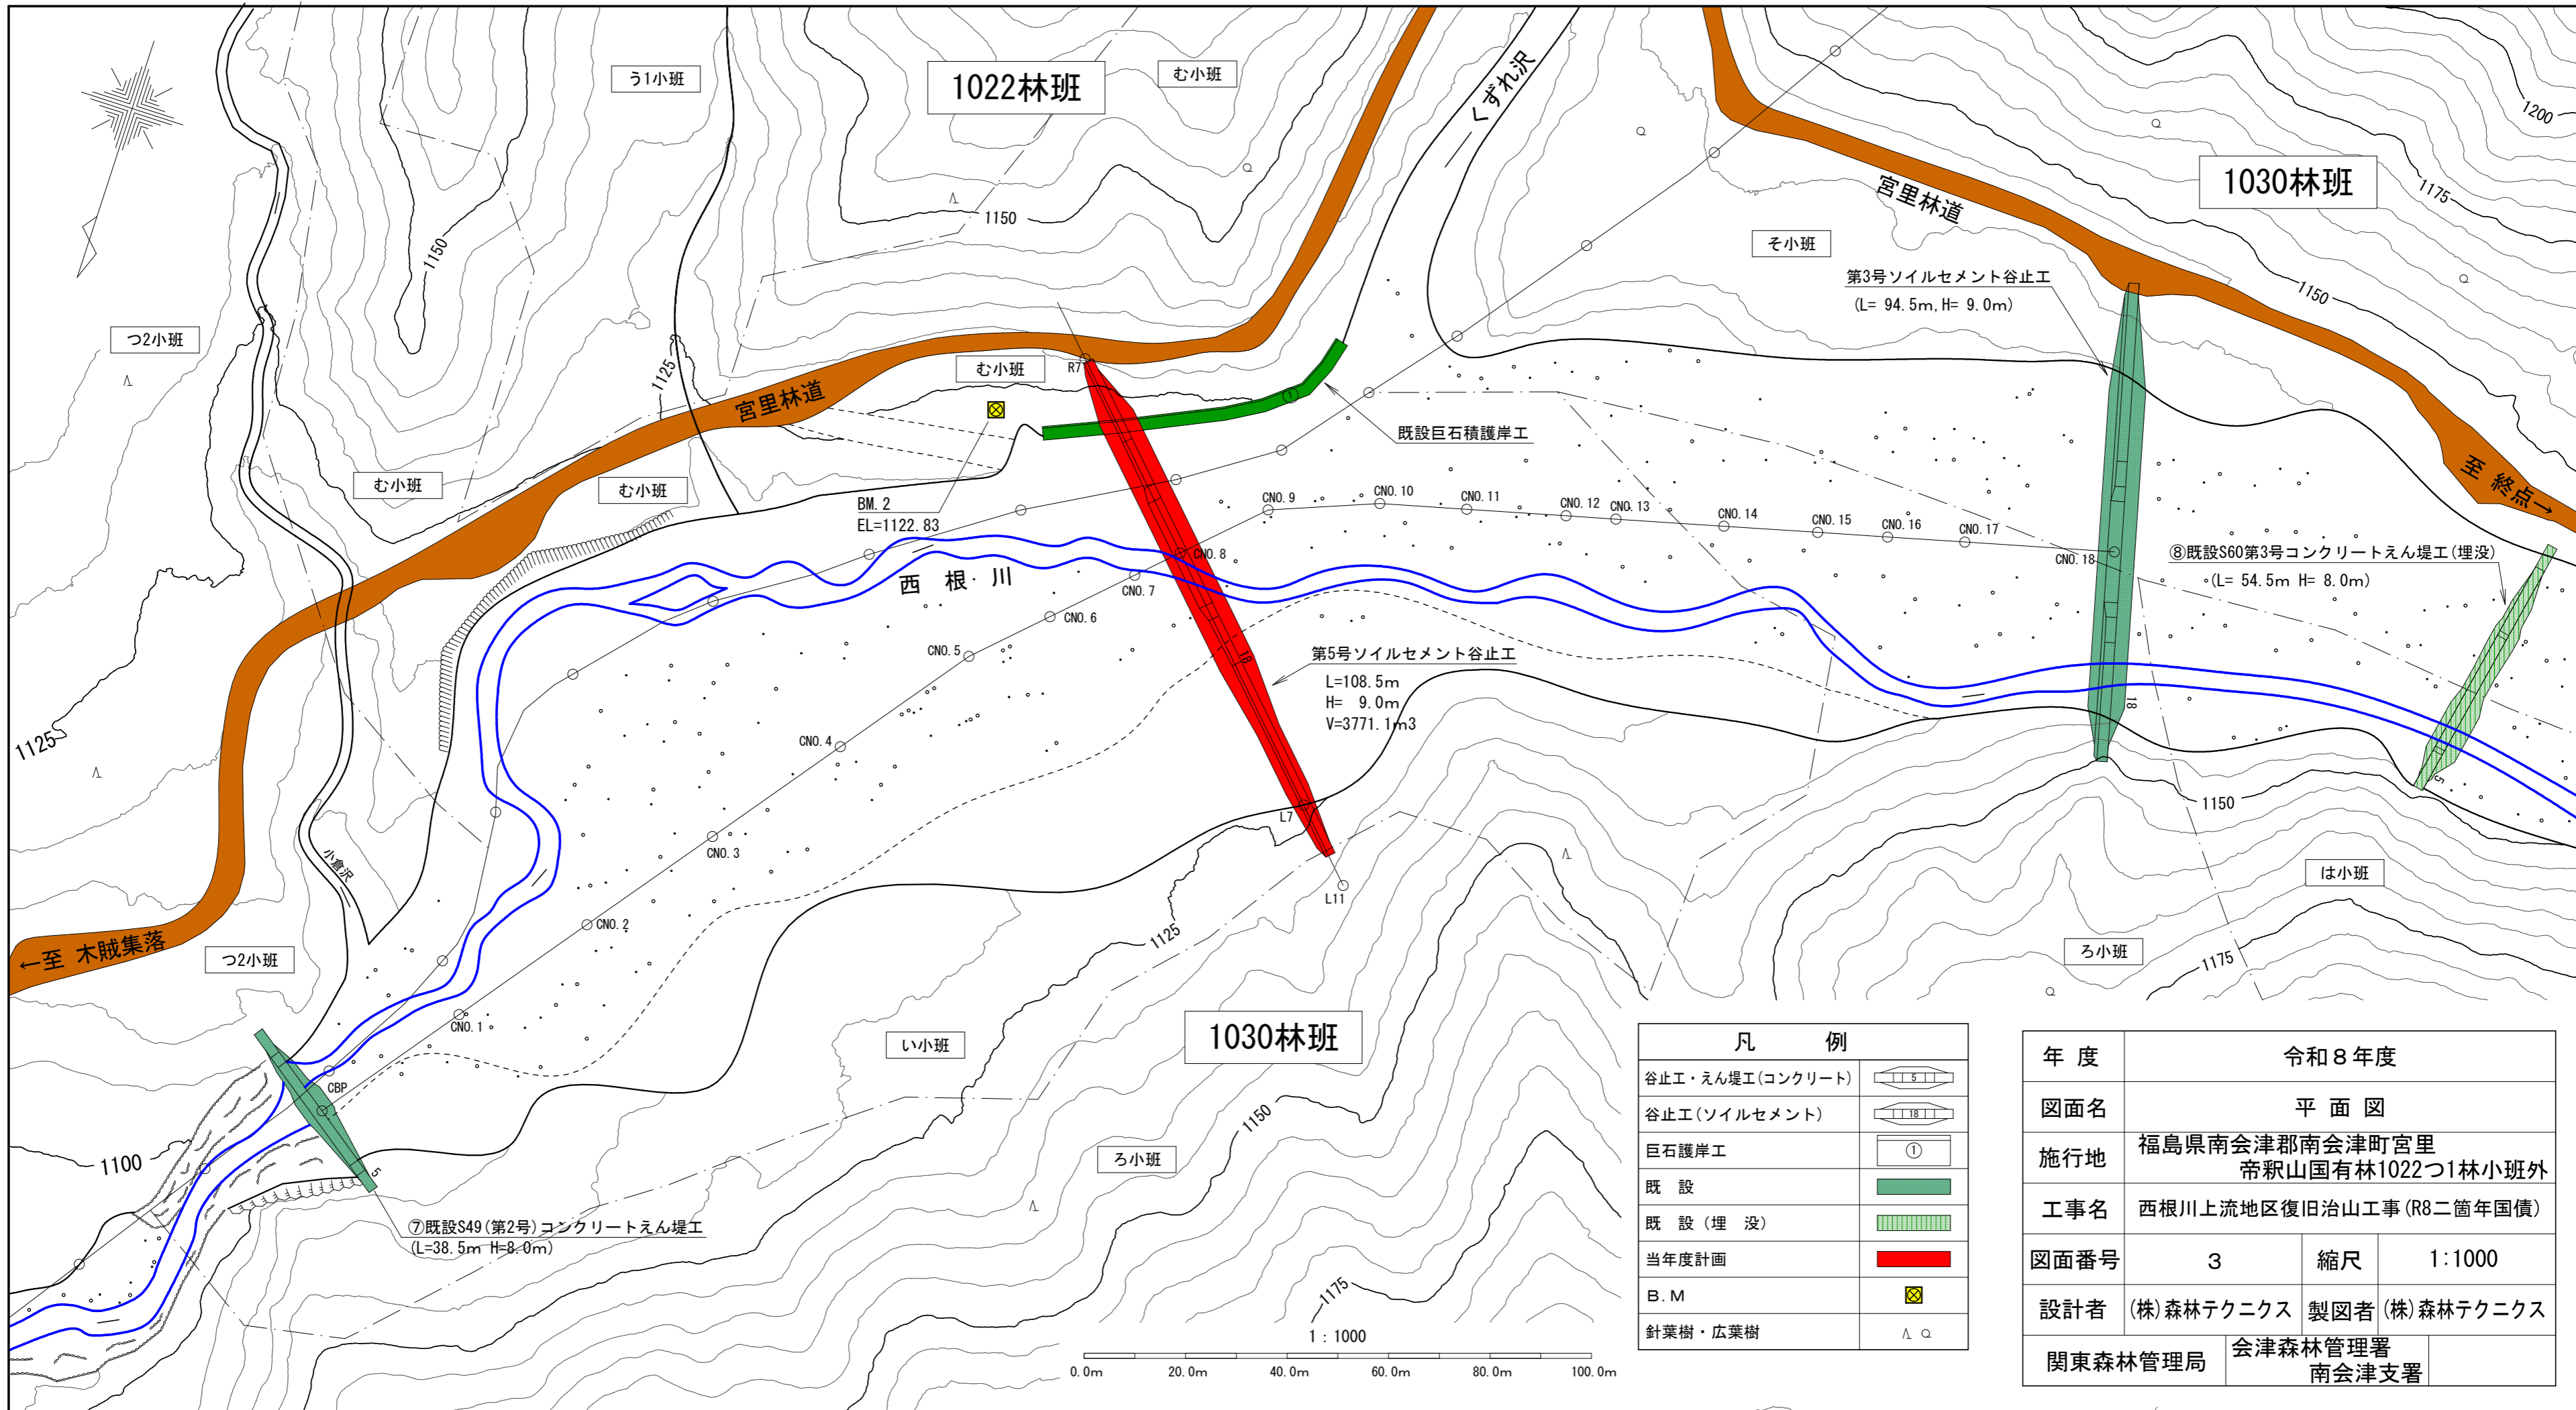 う1小班
1022林班
む小班
くずれ沢
1200
1030林班
1175
宮里林道
そ小班
1150
1150
第3号ソイルセメント谷止工
(L= 94.5m, H= 9.0m)
1150
つ2小班
1125
む小班
R7
宮里林道
①
既設巨石積護岸工
至 終点→
む小班
む小班
BM.2
EL=1122.83
CNO.9
CNO.10
CNO.11
CNO.12
CNO.13
CNO.14
CNO.15
CNO.16
CNO.17
CNO.18
⑧既設S60第3号コンクリートえん堤工(埋没)
(L= 54.5m H= 8.0m)
西 根 川
CNO.8
CNO.7
CNO.6
CNO.5
18
第5号ソイルセメント谷止工
L=108.5m
H= 9.0m
V=3771.1m3
18
1125
CNO.4
5
1150
L7
CNO.3
小倉沢
は小班
L11
CNO.2
1125
←至 木賊集落
つ2小班
ろ小班
1175
CNO.1
い小班
1030林班
CBP
1150
1100
ろ小班
5
⑦既設S49(第2号)コンクリートえん堤工
(L=38.5m H=8.0m)
1175
1 : 1000
0.0m 20.0m 40.0m 60.0m 80.0m 100.0m
凡 例
谷止工・えん堤工(コンクリート) 5
谷止工(ソイルセメント) 18
巨石護岸工 ①
既 設
既 設(埋 没)
当年度計画
B.M
針葉樹・広葉樹
年 度 令和8年度
図面名 平 面 図
施行地 福島県南会津郡南会津町宮里
帝釈山国有林1022つ1林小班外
工事名 西根川上流地区復旧治山工事(R8二箇年国債)
図面番号 3 縮尺 1:1000
設計者 (株)森林テクニクス 製図者 (株)森林テクニクス
関東森林管理局 会津森林管理署
南会津支署